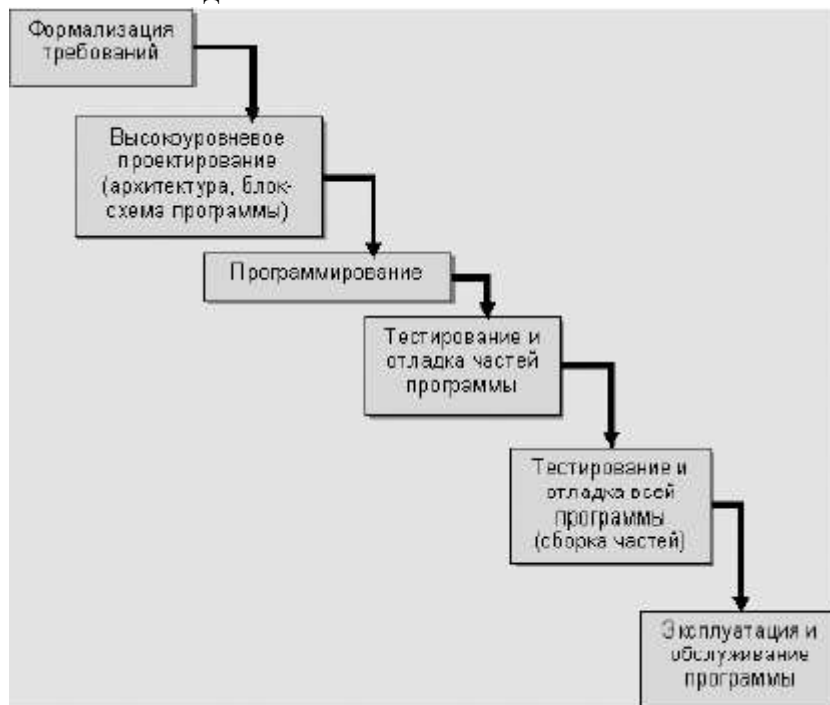 Формализация
требований
Высокоуровневое
проектирование
(архитектура, блок-
схема программы)
Программирование
Тестирование и
отладка частей
программы
Тестирование и
отладка всей
программы
(сборка частей)
Эксплуатация и
обслуживание
программы